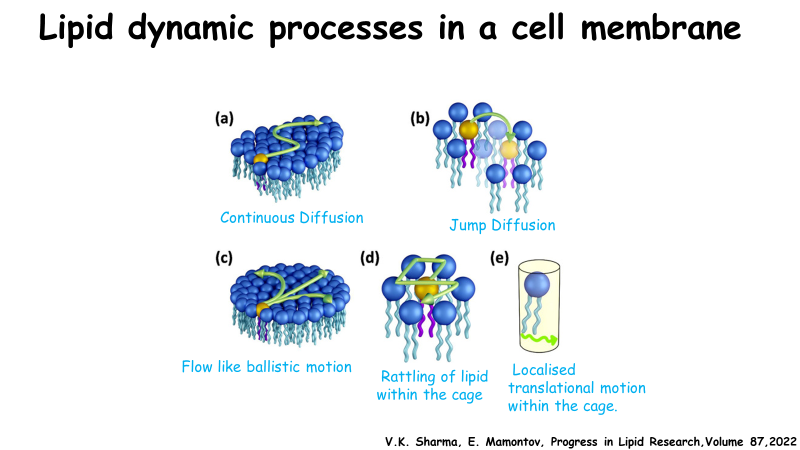 Lipid dynamic processes in a cell membrane
(a)
(b)
Continuous Diffusion
Jump Diffusion
(c)
(d)
(e)
Flow like ballistic motion
Rattling of lipid
within the cage
Localised
translational motion
within the cage.
V.K. Sharma, E. Mamontov, Progress in Lipid Research,Volume 87,2022